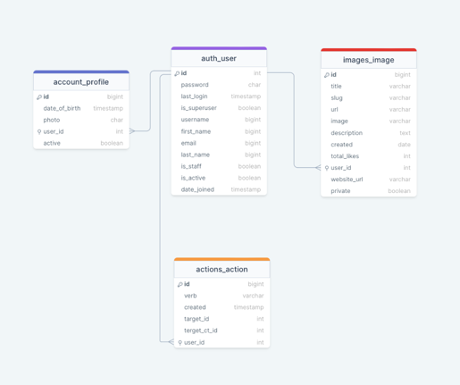 account_profile
id bigint
date_of_birth timestamp
photo char
user_id int
active boolean
auth_user
id int
password char
last_login timestamp
is_superuser boolean
username bigint
first_name bigint
email bigint
last_name bigint
is_staff boolean
is_active boolean
date_joined timestamp
images_image
id bigint
title varchar
slug varchar
url varchar
image varchar
description text
created date
total_likes int
user_id int
website_url varchar
private boolean
actions_action
id bigint
verb varchar
created timestamp
target_id int
terget_ct_id int
user_id int